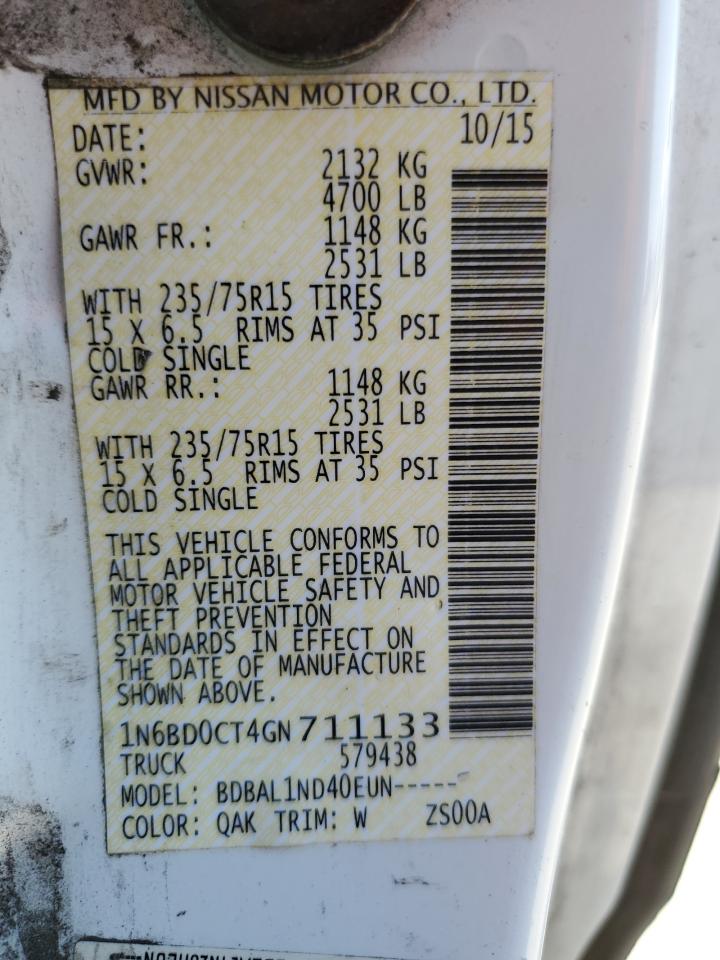 MFD BY NISSAN MOTOR CO., LTD.
DATE: 10/15
GVWR: 2132 KG
4700 LB
GAWR FR.: 1148 KG
2531 LB
WITH 235/75R15 TIRES
15 X 6.5 RIMS AT 35 PSI
COLD SINGLE
GAWR RR.: 1148 KG
2531 LB
WITH 235/75R15 TIRES
15 X 6.5 RIMS AT 35 PSI
COLD SINGLE
THIS VEHICLE CONFORMS TO
ALL APPLICABLE FEDERAL
MOTOR VEHICLE SAFETY AND
THEFT PREVENTION
STANDARDS IN EFFECT ON
THE DATE OF MANUFACTURE
SHOWN ABOVE.
1N6BD0CT4GN711133
TRUCK 579438
MODEL: BDBAL1ND40EUN-----
COLOR: QAK TRIM: W ZS00A